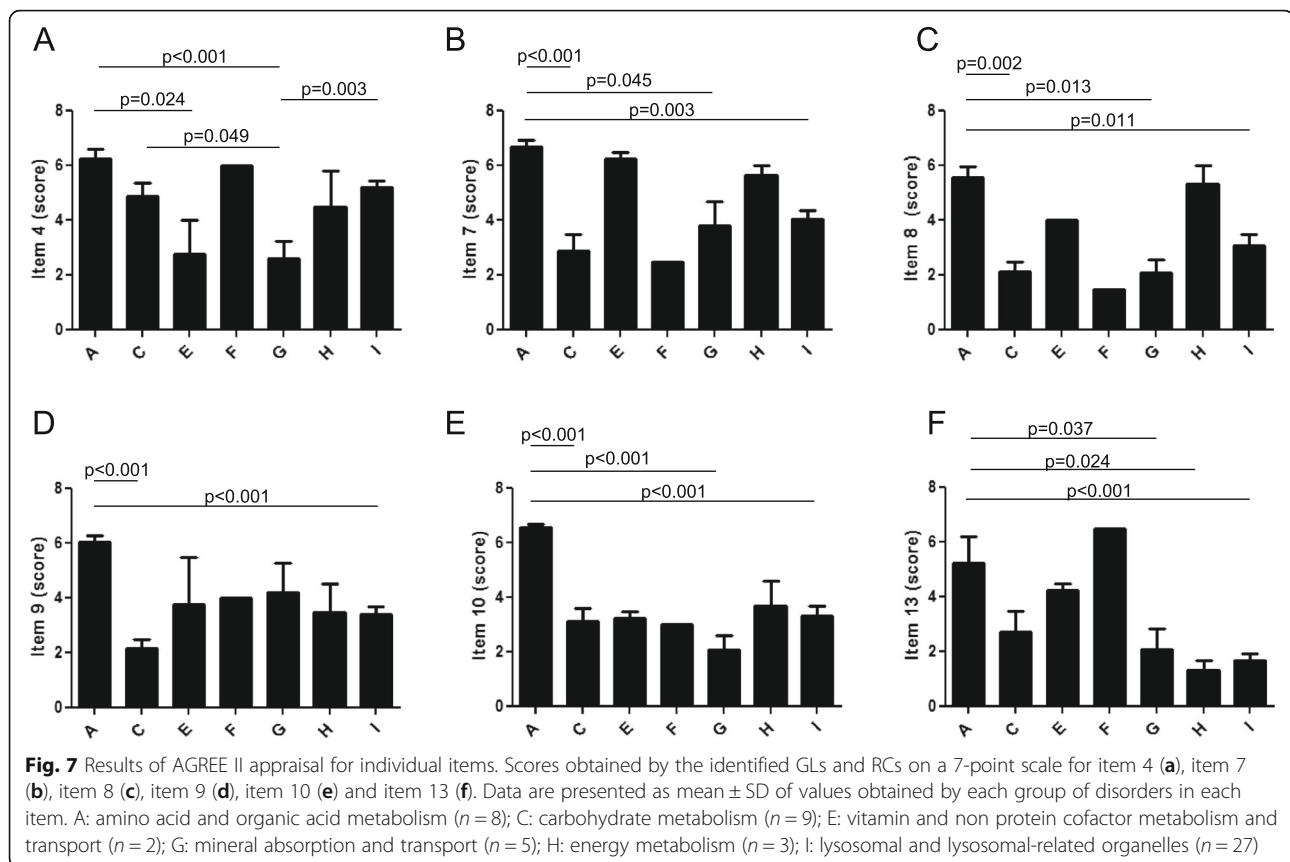 A
p<0.001
p=0.024
p=0.003
p=0.049
Item 4 (score)
8
6
4
2
0
A C E F G H I
B
p<0.001
p=0.045
p=0.003
Item 7 (score)
8
6
4
2
0
A C E F G H I
C
p=0.002
p=0.013
p=0.011
Item 8 (score)
8
6
4
2
0
A C E F G H I
D
p<0.001
p<0.001
Item 9 (score)
8
6
4
2
0
A C E F G H I
E
p<0.001
p<0.001
p<0.001
Item 10 (score)
8
6
4
2
0
A C E F G H I
F
p=0.037
p=0.024
p<0.001
Item 13 (score)
8
6
4
2
0
A C E F G H I
Fig. 7 Results of AGREE II appraisal for individual items. Scores obtained by the identified GLs and RCs on a 7-point scale for item 4 (a), item 7
(b), item 8 (c), item 9 (d), item 10 (e) and item 13 (f). Data are presented as mean ± SD of values obtained by each group of disorders in each
item. A: amino acid and organic acid metabolism (n = 8); C: carbohydrate metabolism (n = 9); E: vitamin and non protein cofactor metabolism and
transport (n = 2); G: mineral absorption and transport (n = 5); H: energy metabolism (n = 3); I: lysosomal and lysosomal-related organelles (n = 27)